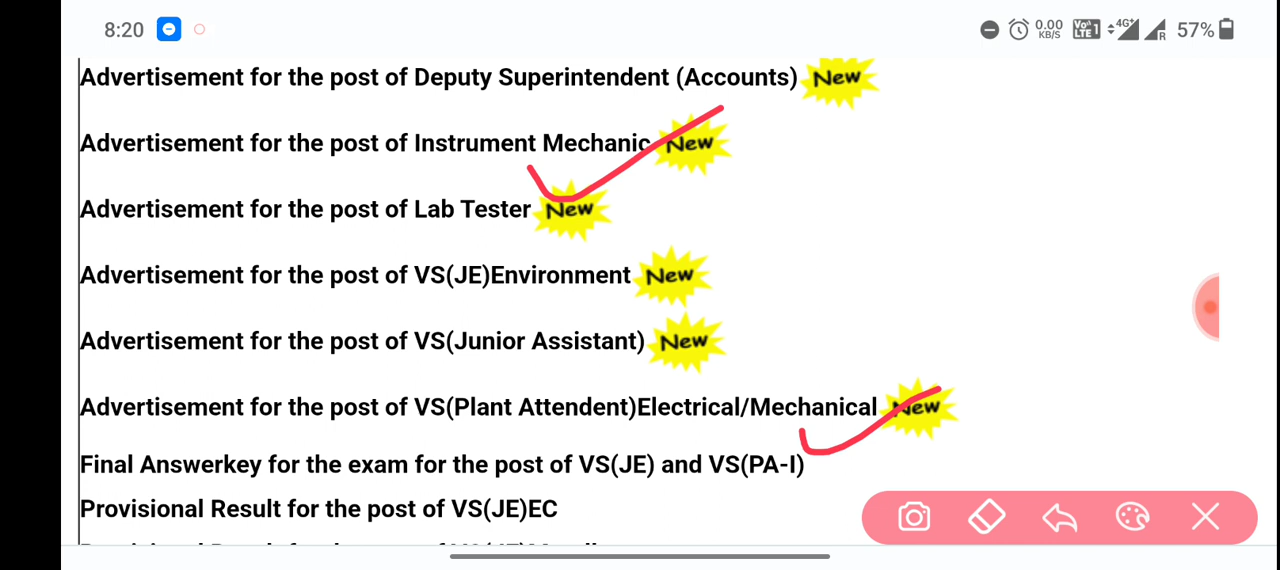 8:20 0.00 KB/S Vo LTE 1 4G+ R 57%
Advertisement for the post of Deputy Superintendent (Accounts) New
Advertisement for the post of Instrument Mechanic New
Advertisement for the post of Lab Tester New
Advertisement for the post of VS(JE)Environment New
Advertisement for the post of VS(Junior Assistant) New
Advertisement for the post of VS(Plant Attendent)Electrical/Mechanical New
Final Answerkey for the exam for the post of VS(JE) and VS(PA-I)
Provisional Result for the post of VS(JE)EC